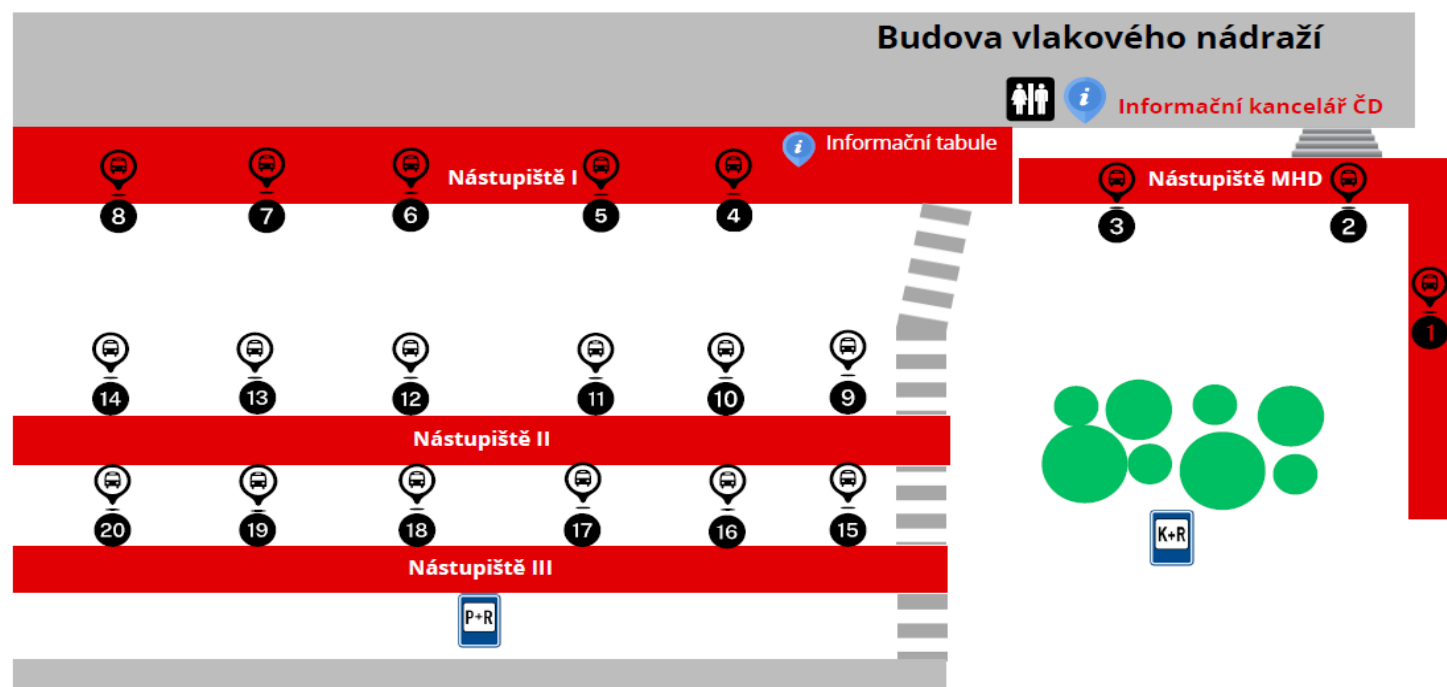 Budova vlakového nádraží
i Informační kancelář ČD
i Informační tabule
Nástupiště I
Nástupiště MHD
8 7 6 5 4
3 2
1
14 13 12 11 10 9
Nástupiště II
20 19 18 17 16 15
K+R
Nástupiště III
P+R